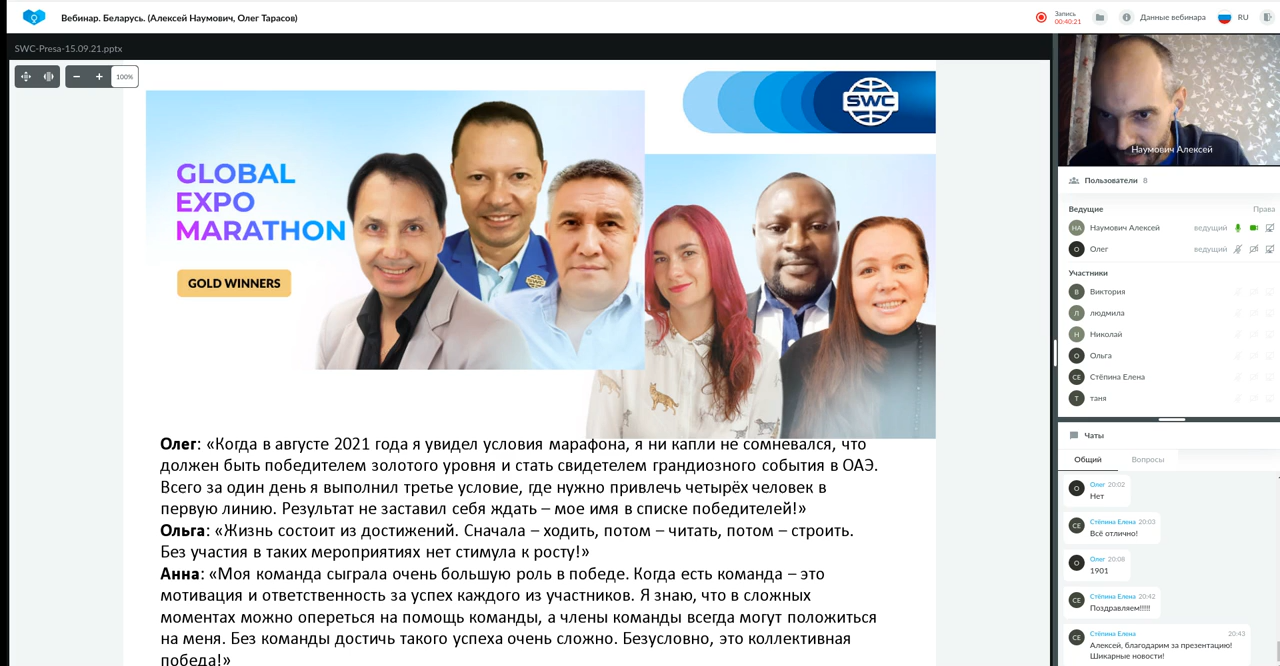 Вебинар. Беларусь. (Алексей Наумович, Олег Тарасов)
Запись
00:40:21
Данные вебинара
RU
SWC-Presa-15.09.21.pptx
100%
GLOBAL
EXPO
MARATHON
GOLD WINNERS
SWC
Олег: «Когда в августе 2021 года я увидел условия марафона, я ни капли не сомневался, что
должен быть победителем золотого уровня и стать свидетелем грандиозного события в ОАЭ.
Всего за один день я выполнил третье условие, где нужно привлечь четырёх человек в
первую линию. Результат не заставил себя ждать – мое имя в списке победителей!»
Ольга: «Жизнь состоит из достижений. Сначала – ходить, потом – читать, потом – строить.
Без участия в таких мероприятиях нет стимула к росту!»
Анна: «Моя команда сыграла очень большую роль в победе. Когда есть команда – это
мотивация и ответственность за успех каждого из участников. Я знаю, что в сложных
моментах можно опереться на помощь команды, а члены команды всегда могут положиться
на меня. Без команды достичь такого успеха очень сложно. Безусловно, это коллективная
победа!»
Наумович Алексей
Пользователи 8
Ведущие Права
НА Наумович Алексей ведущий
О Олег ведущий
Участники
В Виктория
Л людмила
Н Николай
О Ольга
СЕ Стёпина Елена
Т таня
Чаты
Общий Вопросы
О Олег 20:02
Нет
СЕ Стёпина Елена 20:03
Всё отлично!
О Олег 20:08
1901
СЕ Стёпина Елена 20:42
Поздравляем!!!!!
СЕ Стёпина Елена 20:43
Алексей, благодарим за презентацию!
Шикарные новости!